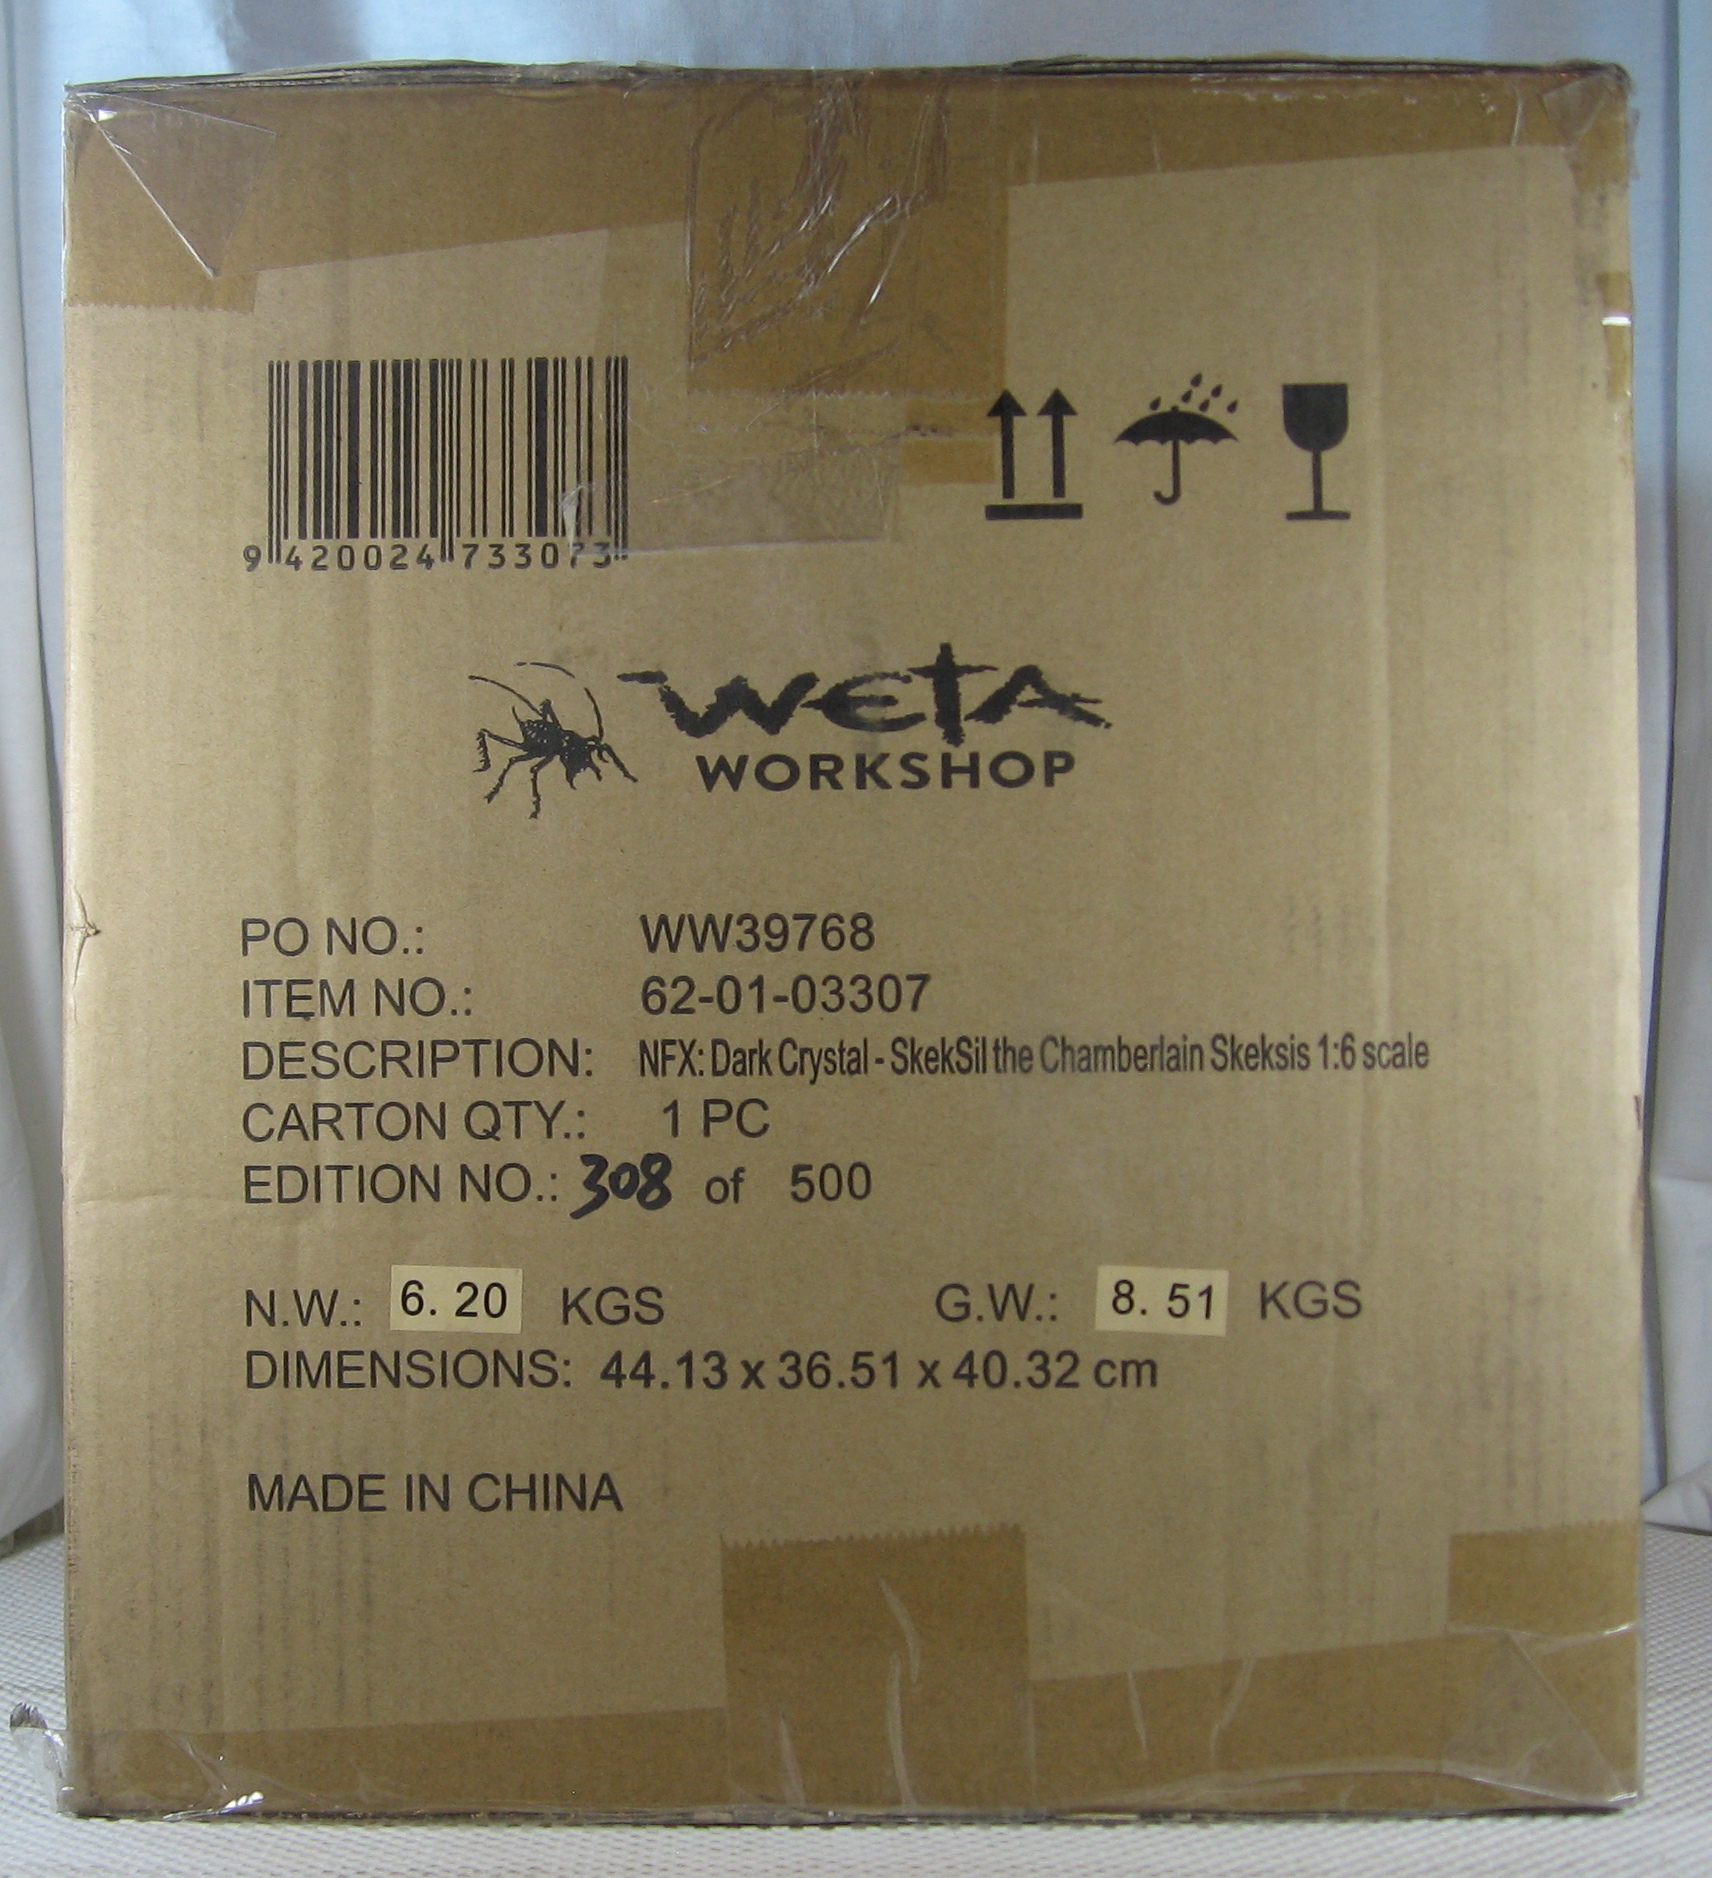 9 420024 733073
WETA
WORKSHOP
PO NO.: WW39768
ITEM NO.: 62-01-03307
DESCRIPTION: NFX: Dark Crystal - SkekSil the Chamberlain Skeksis 1:6 scale
CARTON QTY.: 1 PC
EDITION NO.: 308 of 500
N.W.: 6. 20 KGS G.W.: 8. 51 KGS
DIMENSIONS: 44.13 x 36.51 x 40.32 cm
MADE IN CHINA